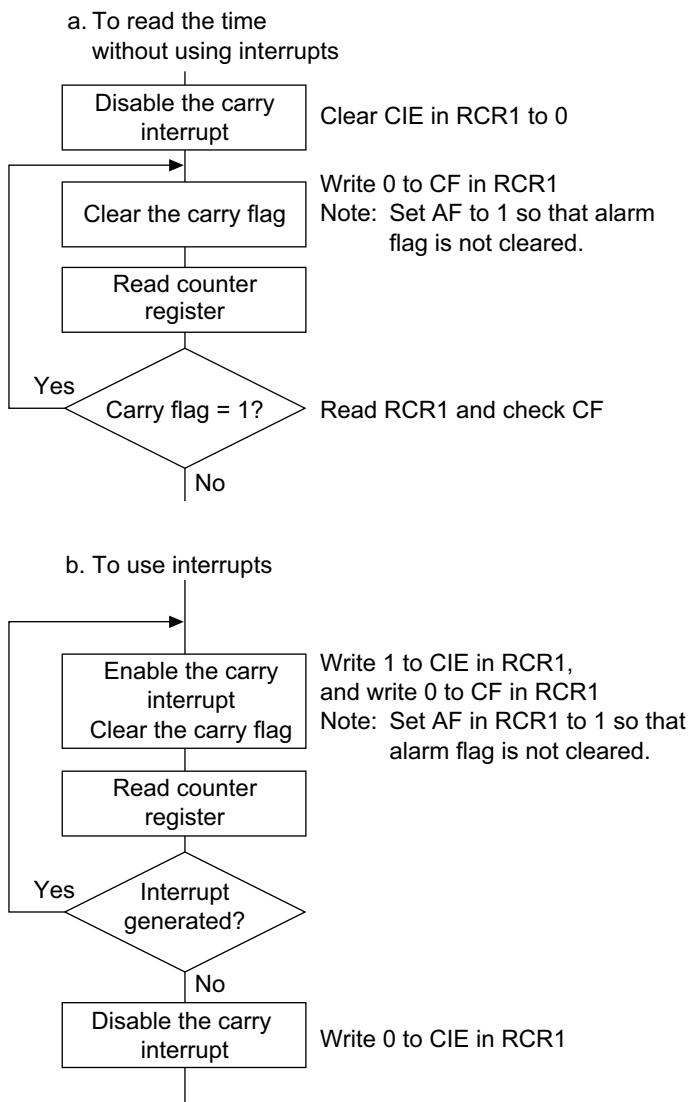 a. To read the time
without using interrupts
Disable the carry
interrupt
Clear CIE in RCR1 to 0
Clear the carry flag
Write 0 to CF in RCR1
Note: Set AF to 1 so that alarm
flag is not cleared.
Read counter
register
Yes
Carry flag = 1?
Read RCR1 and check CF
No
b. To use interrupts
Enable the carry
interrupt
Clear the carry flag
Write 1 to CIE in RCR1,
and write 0 to CF in RCR1
Note: Set AF in RCR1 to 1 so that
alarm flag is not cleared.
Read counter
register
Yes
Interrupt
generated?
No
Disable the carry
interrupt
Write 0 to CIE in RCR1